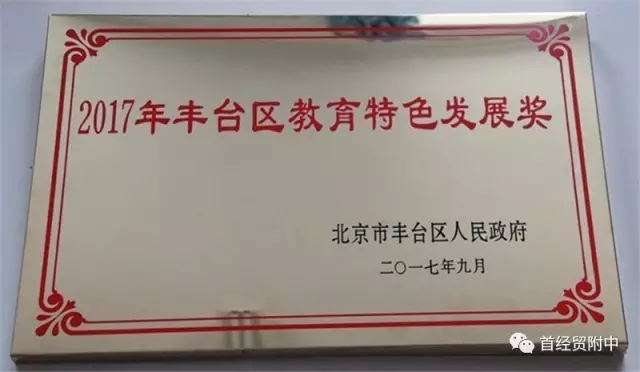 2017年丰台区教育特色发展奖
北京市丰台区人民政府
二〇一七年九月
首经贸附中